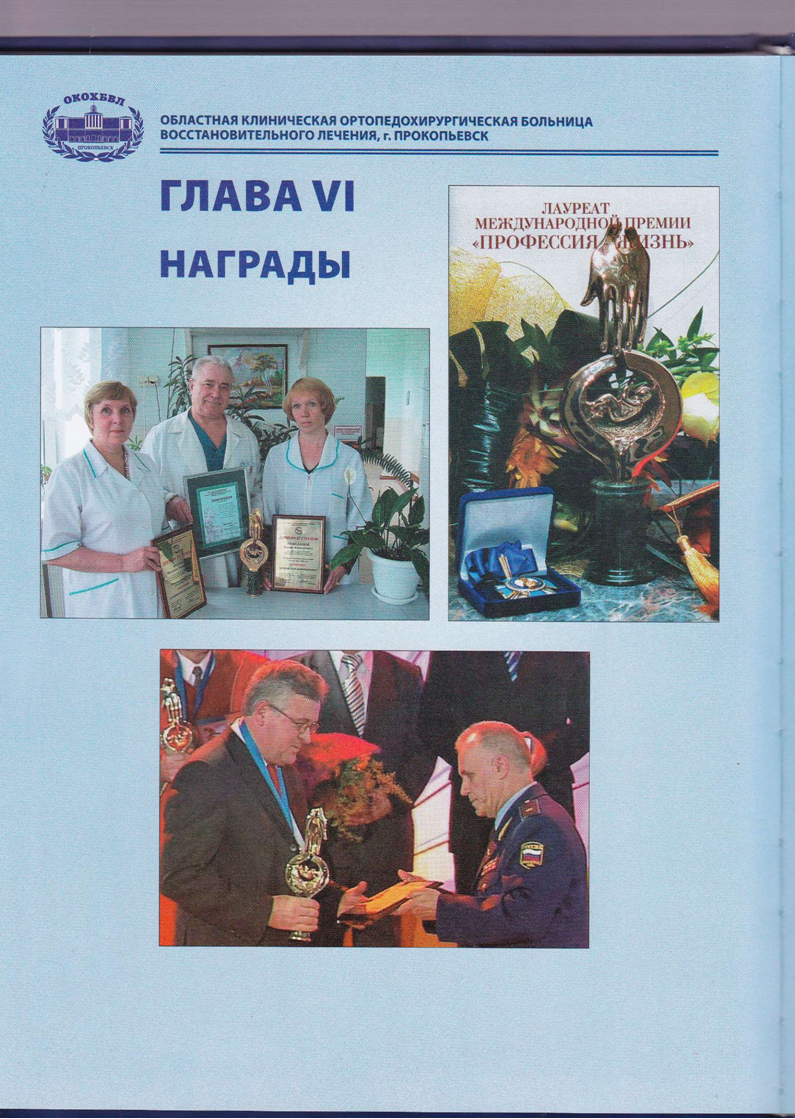 ОКОХБВЛ
ПРОКОПЬЕВСК
ОБЛАСТНАЯ КЛИНИЧЕСКАЯ ОРТОПЕДОХИРУРГИЧЕСКАЯ БОЛЬНИЦА
ВОССТАНОВИТЕЛЬНОГО ЛЕЧЕНИЯ, г. ПРОКОПЬЕВСК
ГЛАВА VI
НАГРАДЫ
ЛАУРЕАТ
МЕЖДУНАРОДНОЙ ПРЕМИИ
«ПРОФЕССИЯ - ЖИЗНЬ»